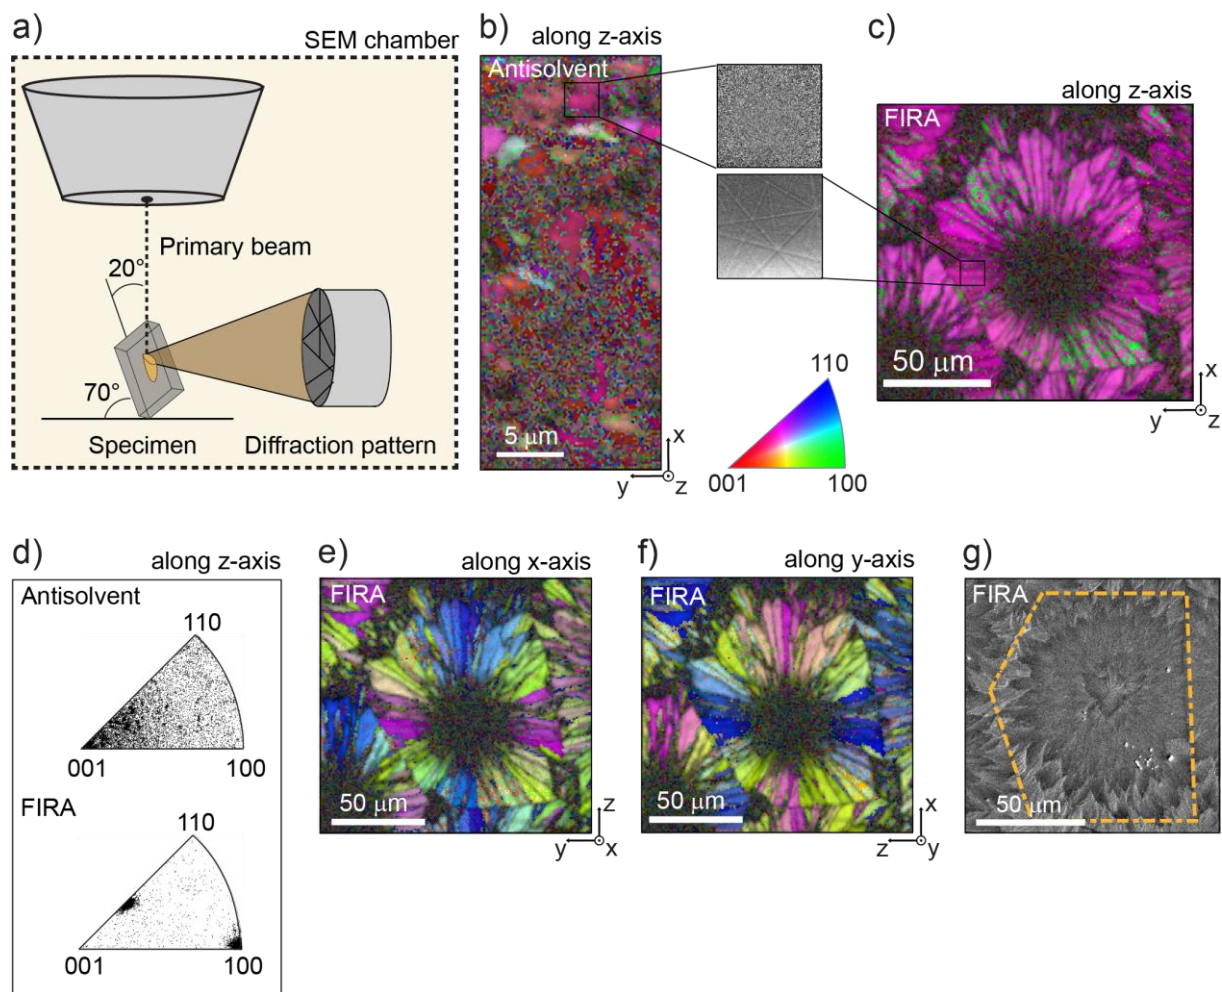 a)
SEM chamber
Primary beam
20°
70°
Specimen
Diffraction pattern
b)
along z-axis
Antisolvent
5 μm
x
y
z
110
001
100
c)
along z-axis
FIRA
50 μm
x
y
z
d)
along z-axis
Antisolvent
110
001
100
FIRA
110
001
100
e)
along x-axis
FIRA
50 μm
z
y
x
f)
along y-axis
FIRA
50 μm
x
z
y
g)
FIRA
50 μm